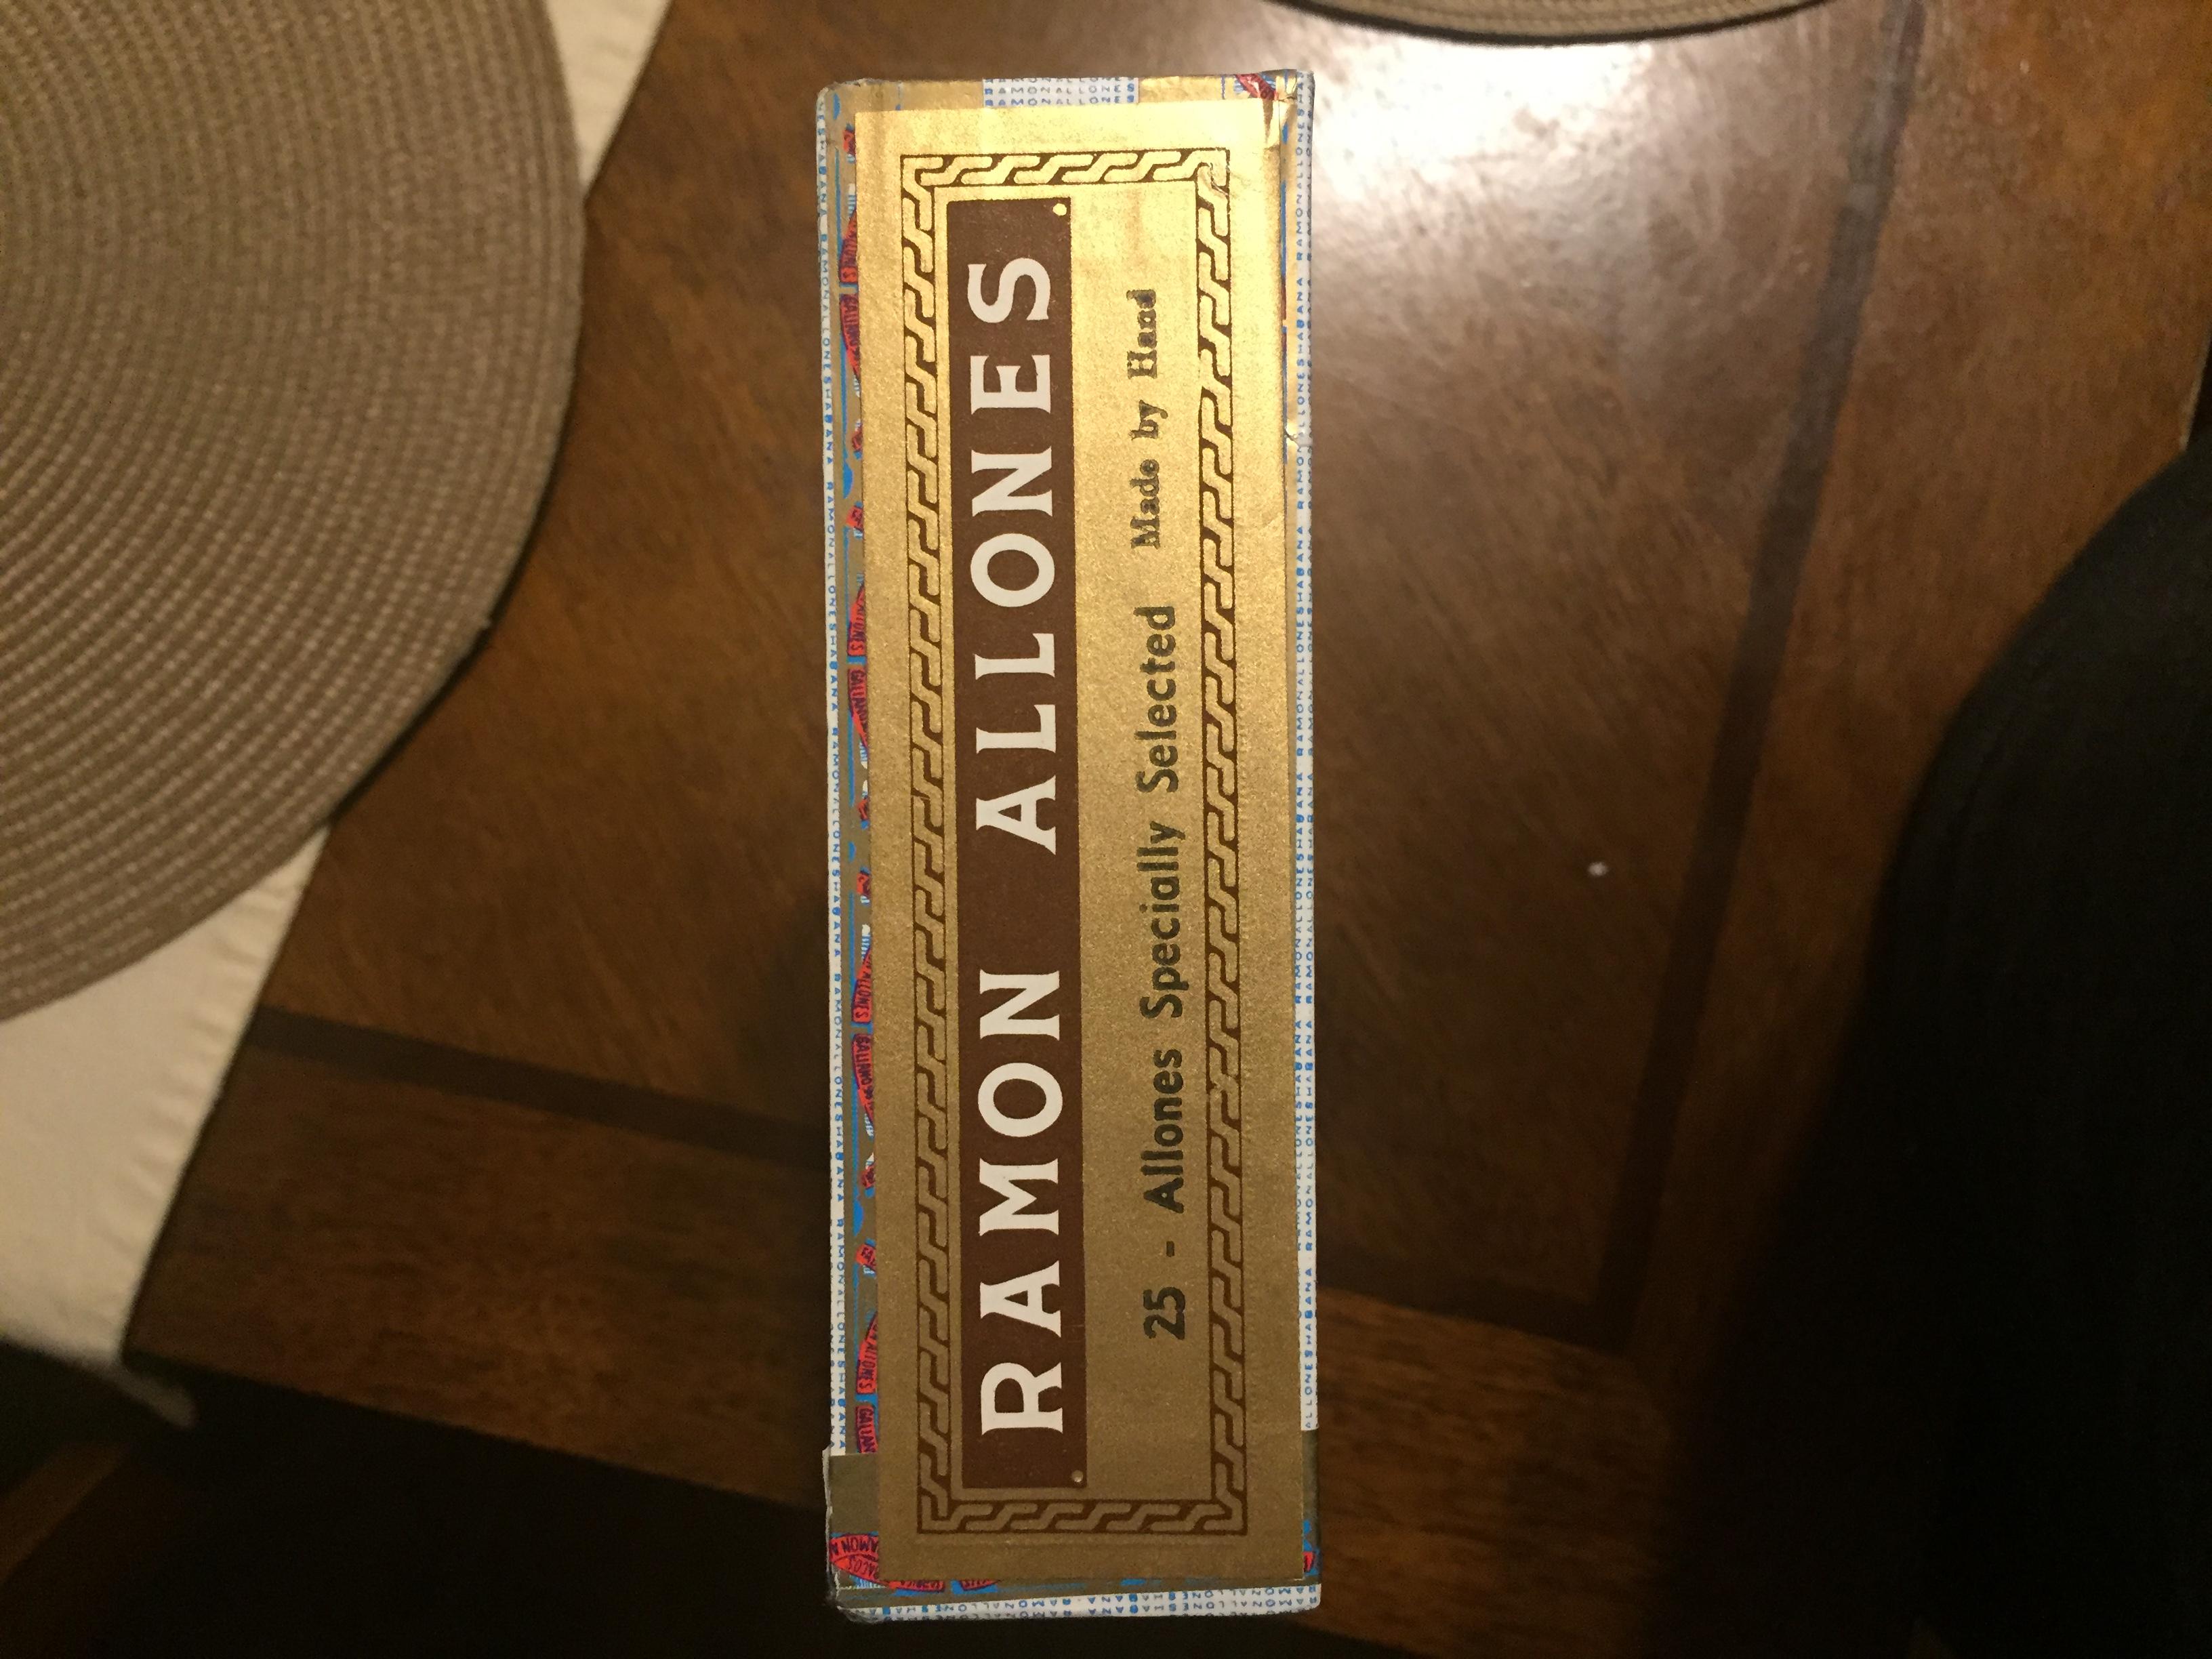 RAMON ALLONES
25 - Allones Specially Selected Made by Hand